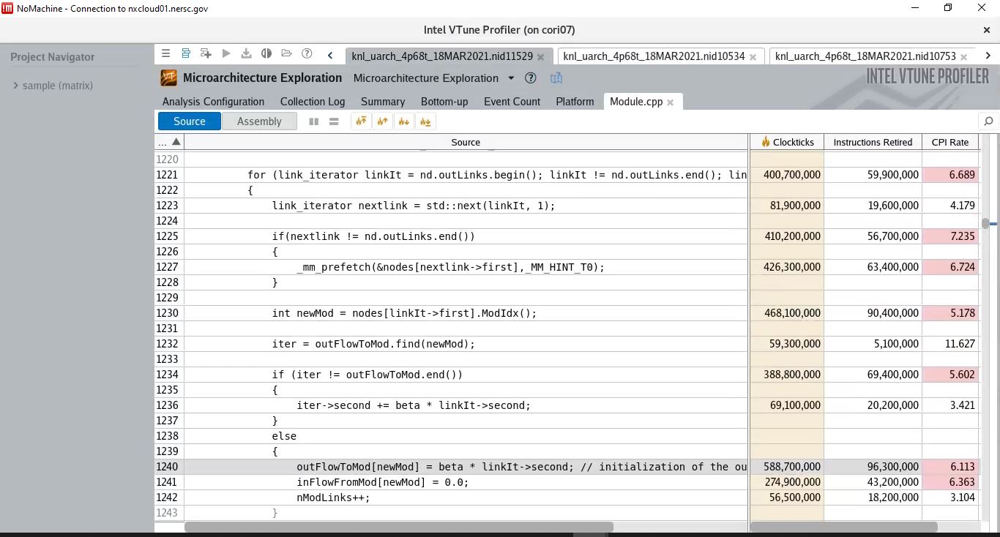 !M NoMachine - Connection to nxcloud01.nersc.gov
Intel VTune Profiler (on cori07)
Project Navigator
sample (matrix)
knl_uarch_4p68t_18MAR2021.nid11529 knl_uarch_4p68t_18MAR2021.nid10534 knl_uarch_4p68t_18MAR2021.nid10753
VT Microarchitecture Exploration Microarchitecture Exploration INTEL VTUNE PROFILER
Analysis Configuration Collection Log Summary Bottom-up Event Count Platform Module.cpp
Source Assembly
... Source Clockticks Instructions Retired CPI Rate
1220
1221 for (link_iterator linkIt = nd.outLinks.begin(); linkIt != nd.outLinks.end(); lin 400,700,000 59,900,000 6.689
1222 {
1223 link_iterator nextlink = std::next(linkIt, 1); 81,900,000 19,600,000 4.179
1224
1225 if(nextlink != nd.outLinks.end()) 410,200,000 56,700,000 7.235
1226 {
1227 _mm_prefetch(&nodes[nextlink->first],_MM_HINT_T0); 426,300,000 63,400,000 6.724
1228 }
1229
1230 int newMod = nodes[linkIt->first].ModIdx(); 468,100,000 90,400,000 5.178
1231
1232 iter = outFlowToMod.find(newMod); 59,300,000 5,100,000 11.627
1233
1234 if (iter != outFlowToMod.end()) 388,800,000 69,400,000 5.602
1235 {
1236 iter->second += beta * linkIt->second; 69,100,000 20,200,000 3.421
1237 }
1238 else
1239 {
1240 outFlowToMod[newMod] = beta * linkIt->second; // initialization of the ou 588,700,000 96,300,000 6.113
1241 inFlowFromMod[newMod] = 0.0; 274,900,000 43,200,000 6.363
1242 nModLinks++; 56,500,000 18,200,000 3.104
1243 }